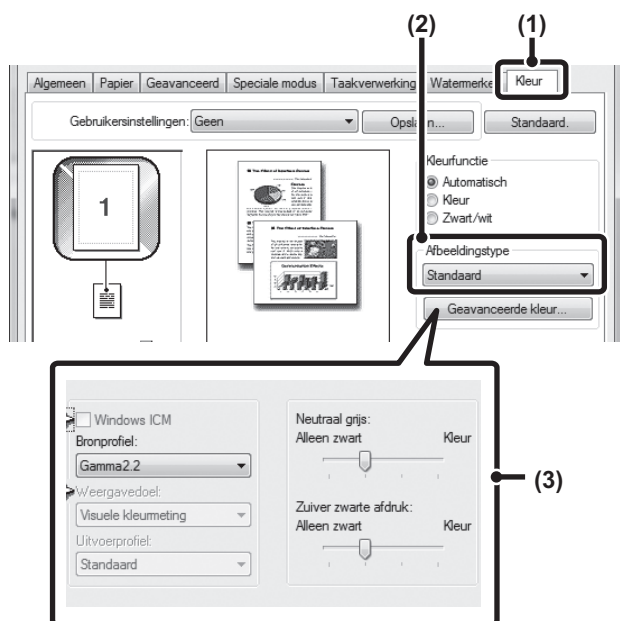 (2) (1)
Algemeen Papier Geavanceerd Speciale modus Taakverwerking Watermerke Kleur
Gebruikersinstellingen: Geen Opslaan... Standaard.
Kleurfunctie
Automatisch
Kleur
Zwart/wit
1
Afbeeldingstype
Standaard
Geavanceerde kleur...
Windows ICM
Bronprofiel:
Gamma2.2
Weergavedoel:
Visuele kleurmeting
Uitvoerprofiel:
Standaard
Neutraal grijs:
Alleen zwart Kleur
Zuiver zwarte afdruk:
Alleen zwart Kleur
(3)